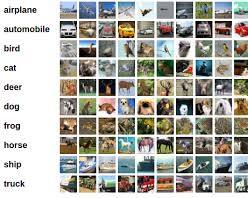 airplane
automobile
bird
cat
deer
dog
frog
horse
ship
truck